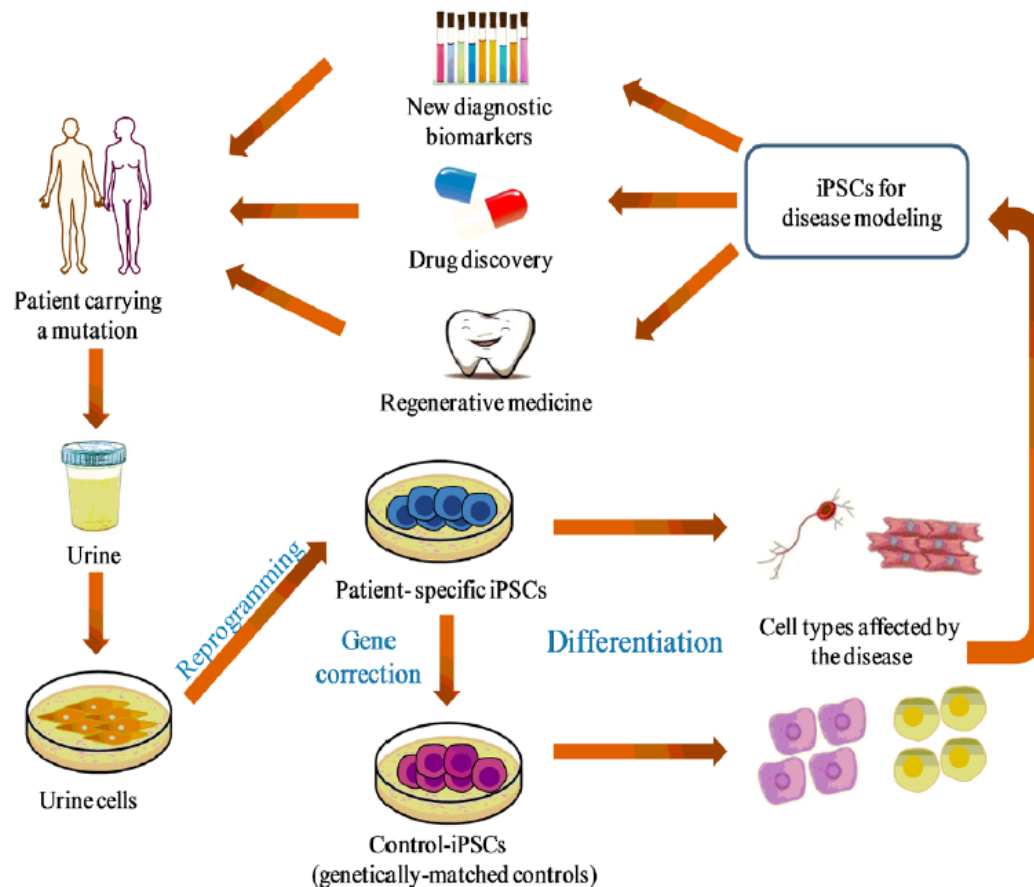 New diagnostic
biomarkers
iPSCs for
disease modeling
Drug discovery
Patient carrying
a mutation
Regenerative medicine
Urine
Reprogramming
Patient- specific iPSCs
Gene
correction
Differentiation
Cell types affected by
the disease
Urine cells
Control-iPSCs
(genetically-matched controls)